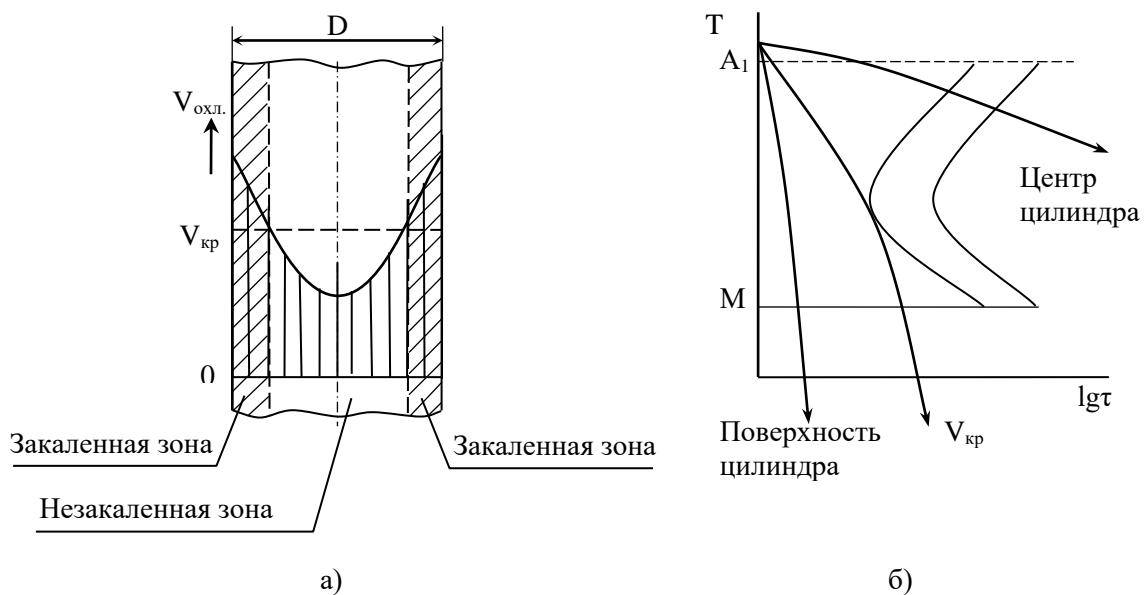 D
V охл.
V кр
0
Закаленная зона
Закаленная зона
Незакаленная зона
а)
T
A1
M
Центр
цилиндра
lgτ
Поверхность
цилиндра
V кр
б)